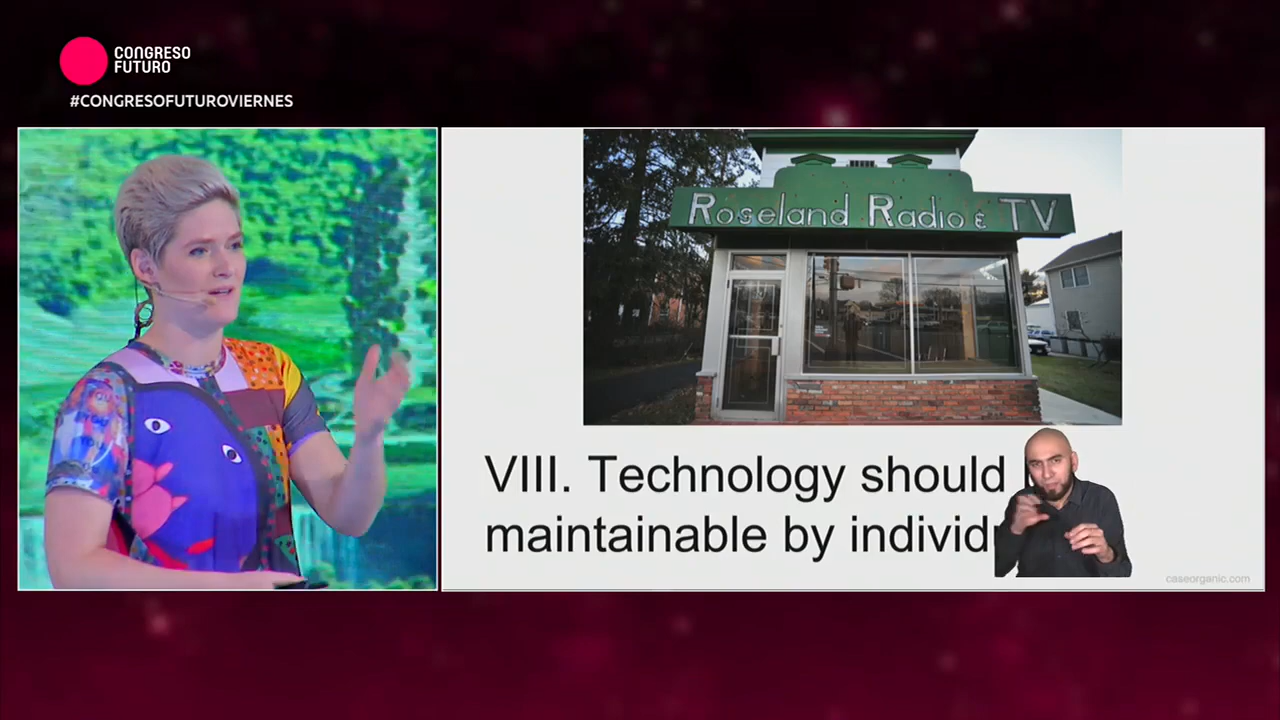 CONGRESO
FUTURO
#CONGRESOFUTUROVIERNES
Roseland Radio & TV
VIII. Technology should
maintainable by
caseorganic.com